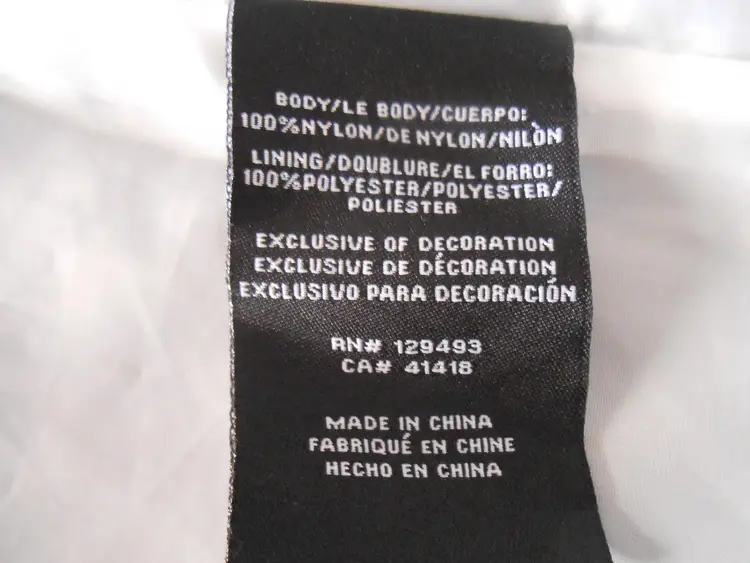 BODY/LE BODY/CUERPO:
100%NYLON/DE NYLON/NILÒN
LINING/DOUBLURE/EL FORRO:
100%POLYESTER/POLYESTER/
POLIESTER
EXCLUSIVE OF DECORATION
EXCLUSIVE DE DÉCORATION
EXCLUSIVO PARA DECORACIÓN
RN# 129493
CA# 41418
MADE IN CHINA
FABRIQUÉ EN CHINE
HECHO EN CHINA